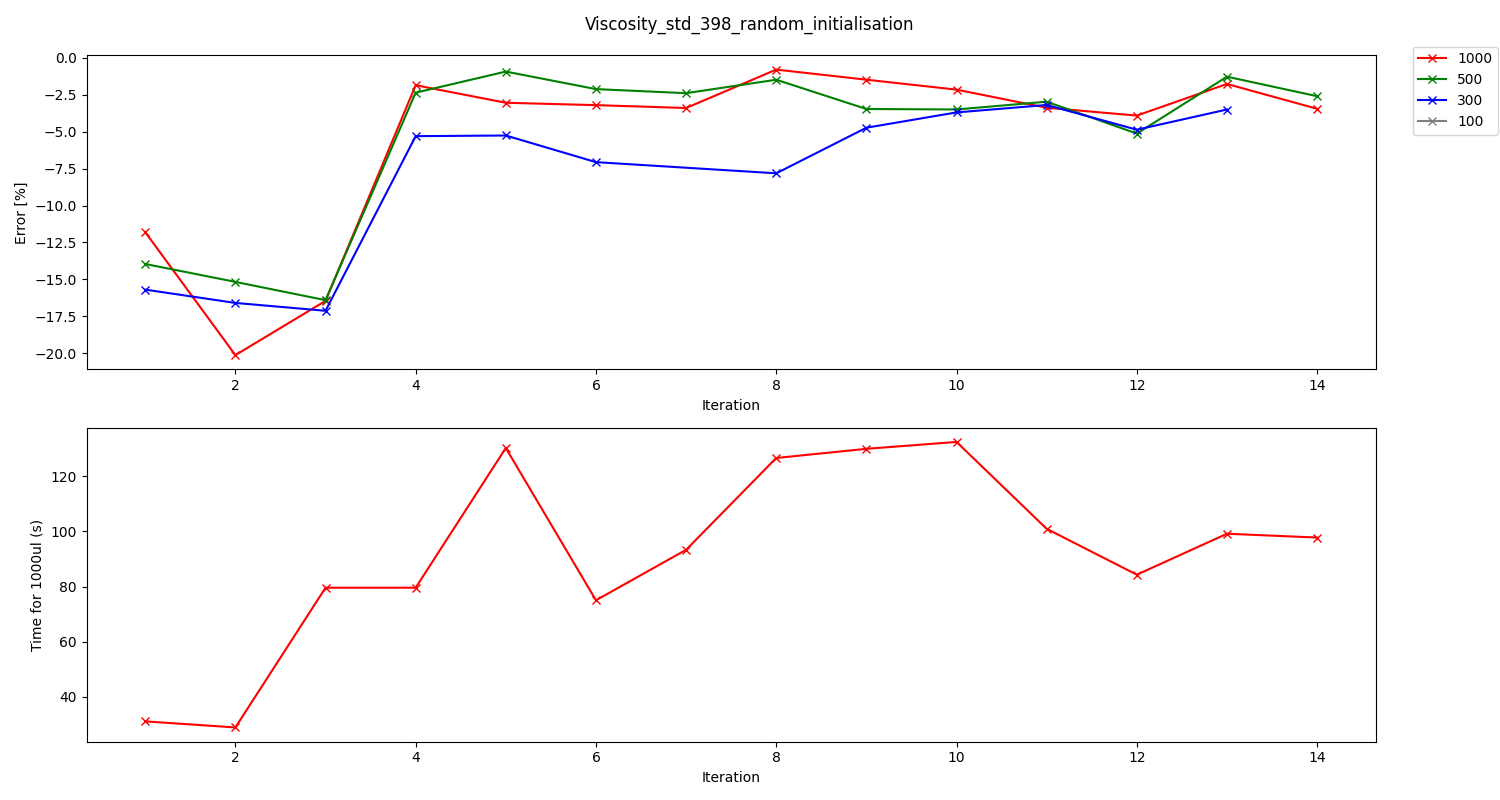 Viscosity_std_398_random_initialisation
1000
500
300
100
0.0
−2.5
−5.0
−7.5
−10.0
−12.5
−15.0
−17.5
−20.0
Error [%]
2 4 6 8 10 12 14
Iteration
120
100
80
60
40
Time for 1000ul (s)
2 4 6 8 10 12 14
Iteration